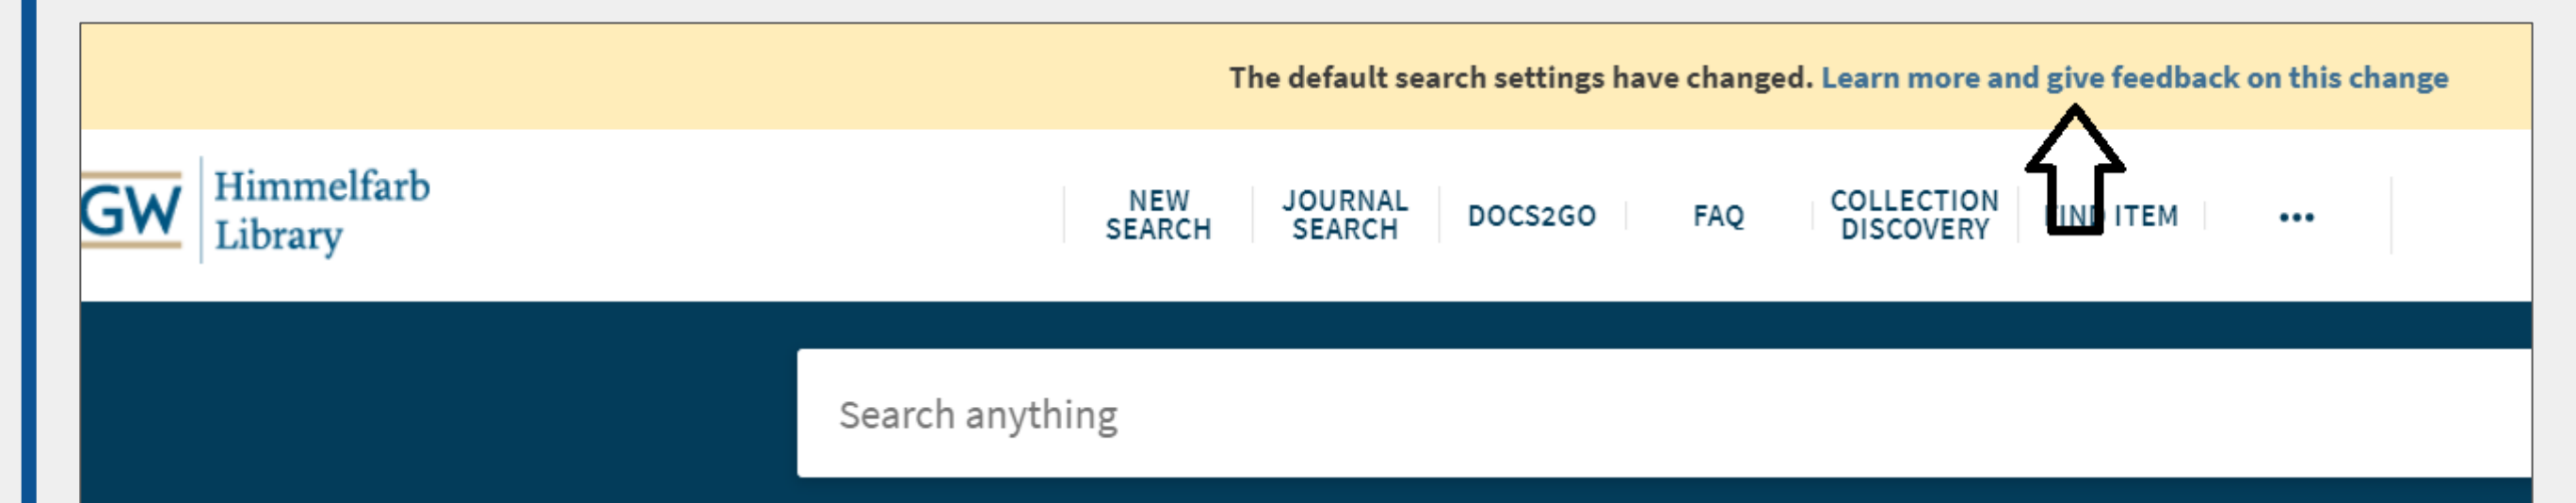 The default search settings have changed. Learn more and give feedback on this change
GW
Himmelfarb
Library
NEW
SEARCH
JOURNAL
SEARCH
DOCS2GO
FAQ
COLLECTION
DISCOVERY
FIND ITEM
•••
Search anything